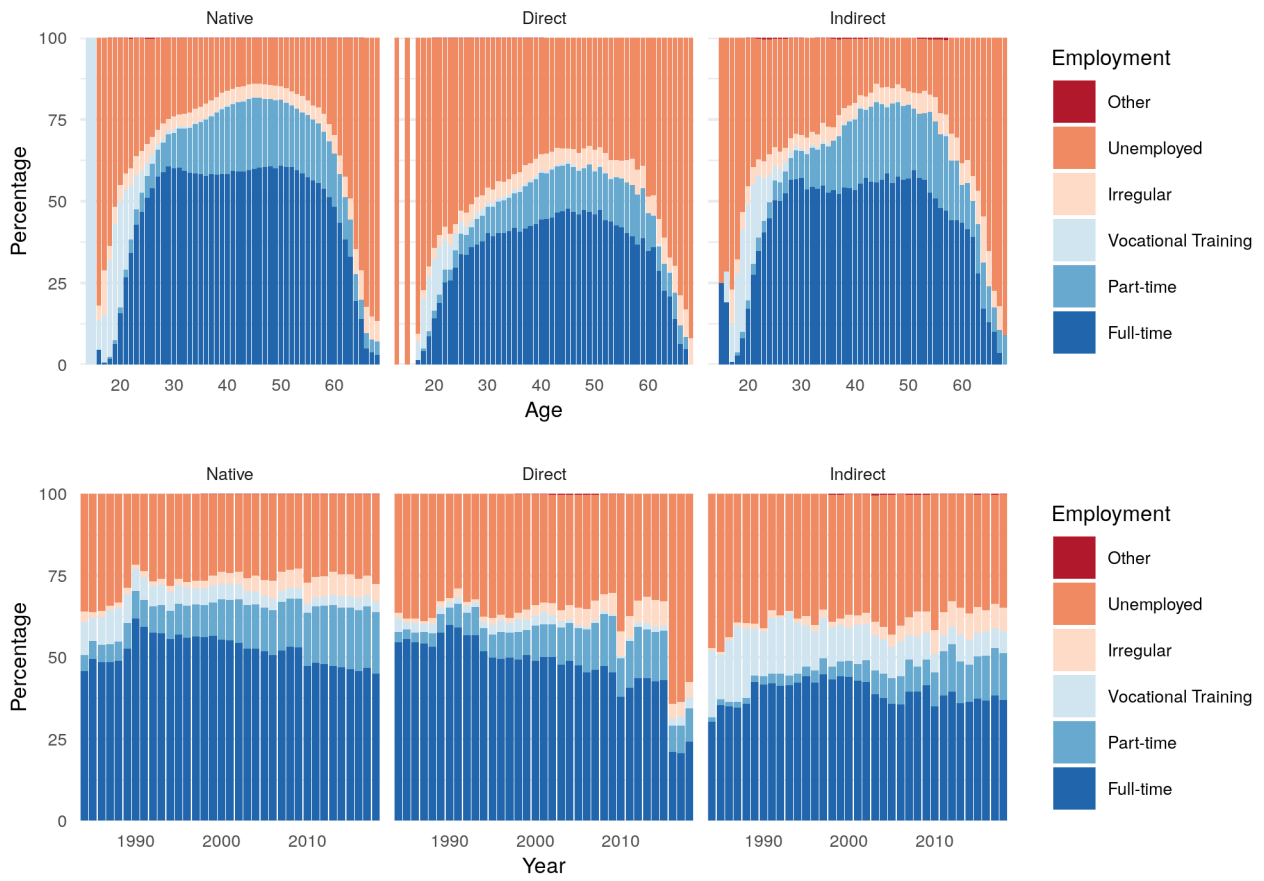 Native Direct Indirect
Percentage
100
75
50
25
0
20 30 40 50 60 20 30 40 50 60 20 30 40 50 60
Age
Employment
Other
Unemployed
Irregular
Vocational Training
Part-time
Full-time
Native Direct Indirect
Percentage
100
75
50
25
0
1990 2000 2010 1990 2000 2010 1990 2000 2010
Year
Employment
Other
Unemployed
Irregular
Vocational Training
Part-time
Full-time